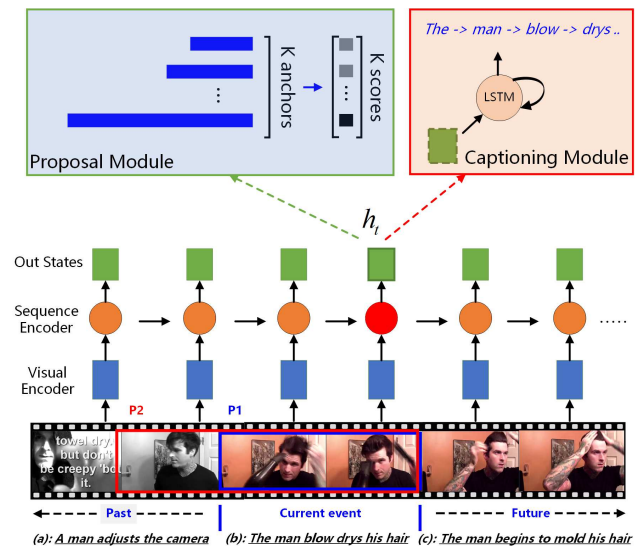 The -> man -> blow -> drys ..
K anchors
K scores
LSTM
Proposal Module
Captioning Module
h_t
Out States
Sequence
Encoder
.....
Visual
Encoder
P2
P1
towel dry.
but don't
be creepy 'bou
it.
Past
Current event
Future
(a): A man adjusts the camera
(b): The man blow drys his hair
(c): The man begins to mold his hair